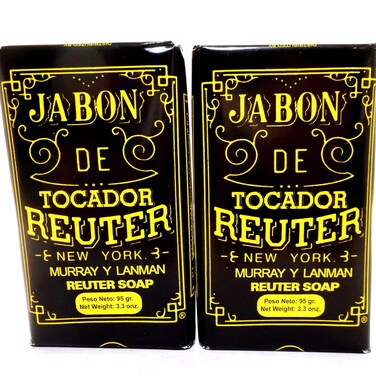 JABON
DE
TOCADOR
REUTER
NEW YORK.
MURRAY Y LANMAN
REUTER SOAP
Peso Neto: 95 gr.
Net Weight: 3.3 onz.
®
JABON
DE
TOCADOR
REUTER
NEW YORK.
MURRAY Y LANMAN
REUTER SOAP
Peso Neto: 95 gr.
Net Weight: 3.3 onz.
®